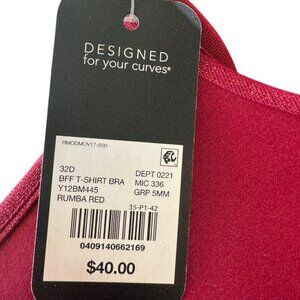 DESIGNED
for your curves®
RMODMOV17-500
32D DEPT 0221
BFF T-SHIRT BRA MIC 336
Y12BM445 GRP 5MM
RUMBA RED
35-P1-42
0409140662169
$40.00